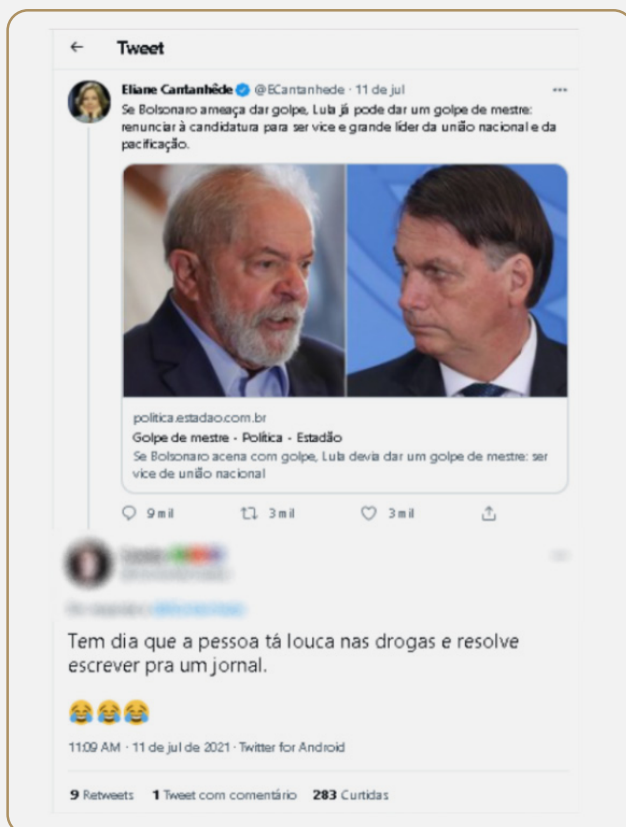 ← Tweet
Eliane Cantanhêde @ECantanhede · 11 de jul
Se Bolsonaro ameaça dar golpe, Lula já pode dar um golpe de mestre:
renunciar à candidatura para ser vice e grande líder da união nacional e da
pacificação.
politica.estadao.com.br
Golpe de mestre - Política - Estadão
Se Bolsonaro acena com golpe, Lula devia dar um golpe de mestre: ser
vice de união nacional
9 mil 3 mil 3 mil
Tem dia que a pessoa tá louca nas drogas e resolve
escrever pra um jornal.
😂😂😂
11:09 AM · 11 de jul de 2021 · Twitter for Android
9 Retweets 1 Tweet com comentário 283 Curtidas